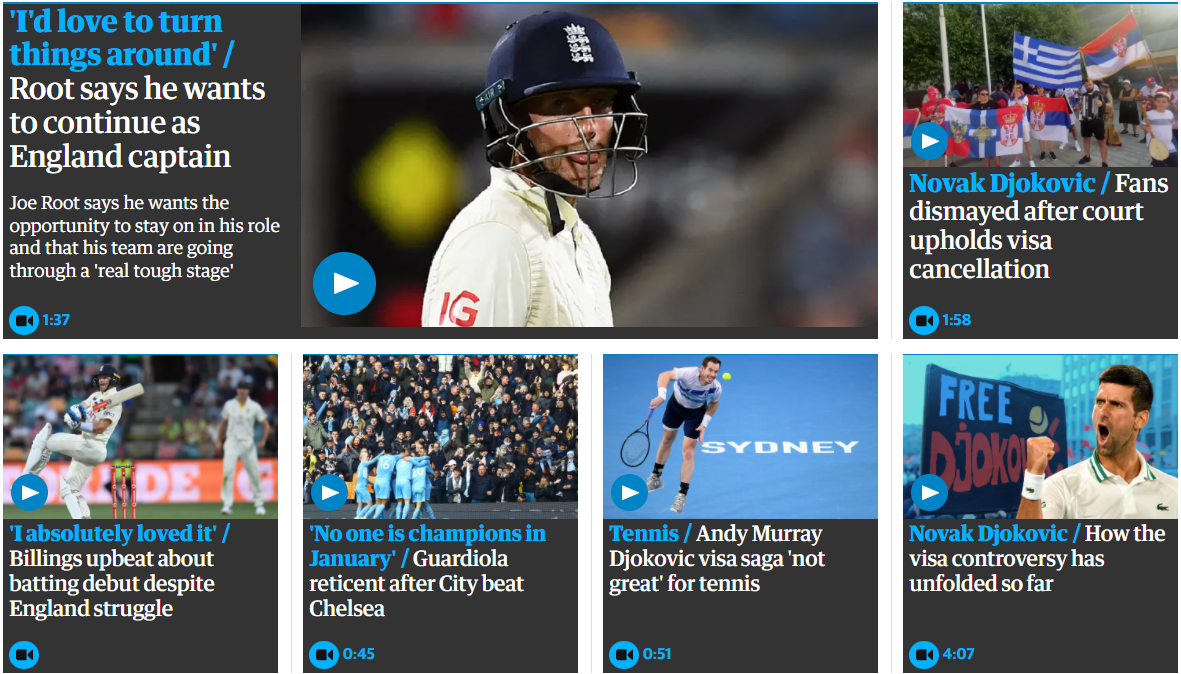 'I'd love to turn
things around' /
Root says he wants
to continue as
England captain
Joe Root says he wants the
opportunity to stay on in his role
and that his team are going
through a 'real tough stage'
1:37
IG
Novak Djokovic / Fans
dismayed after court
upholds visa
cancellation
1:58
'I absolutely loved it' /
Billings upbeat about
batting debut despite
England struggle
'No one is champions in
January' / Guardiola
reticent after City beat
Chelsea
0:45
SYDNEY
Tennis / Andy Murray
Djokovic visa saga 'not
great' for tennis
0:51
FREE
DJOKO
Novak Djokovic / How the
visa controversy has
unfolded so far
4:07